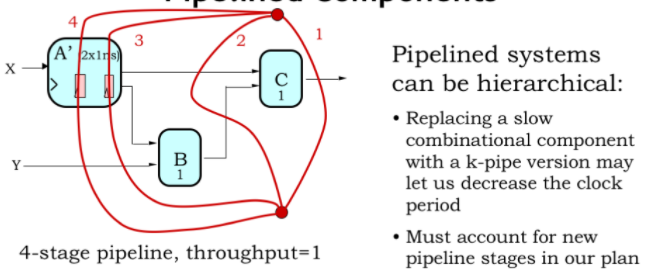 Pipelined Components
4
3
2
1
A' (2x1ns)
X
C
1
Y
B
1
4-stage pipeline, throughput=1
Pipelined systems
can be hierarchical:
• Replacing a slow
combinational component
with a k-pipe version may
let us decrease the clock
period
• Must account for new
pipeline stages in our plan